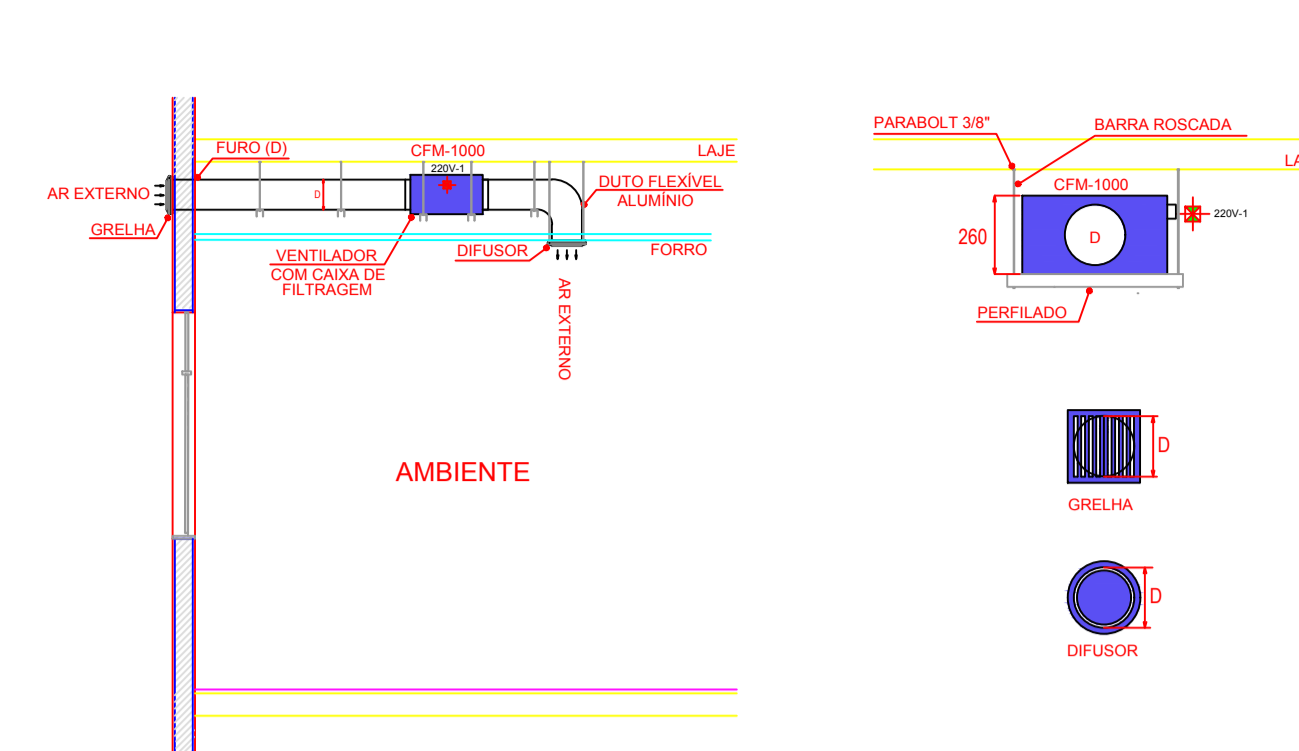 FURO (D)
CFM-1000
220V-1
LAJE
AR EXTERNO
D
DUTO FLEXÍVEL
ALUMÍNIO
GRELHA
VENTILADOR
COM CAIXA DE
FILTRAGEM
DIFUSOR
FORRO
AR EXTERNO
AMBIENTE
PARABOLT 3/8"
BARRA ROSCADA
LA
CFM-1000
220V-1
260
D
PERFILADO
D
GRELHA
D
DIFUSOR